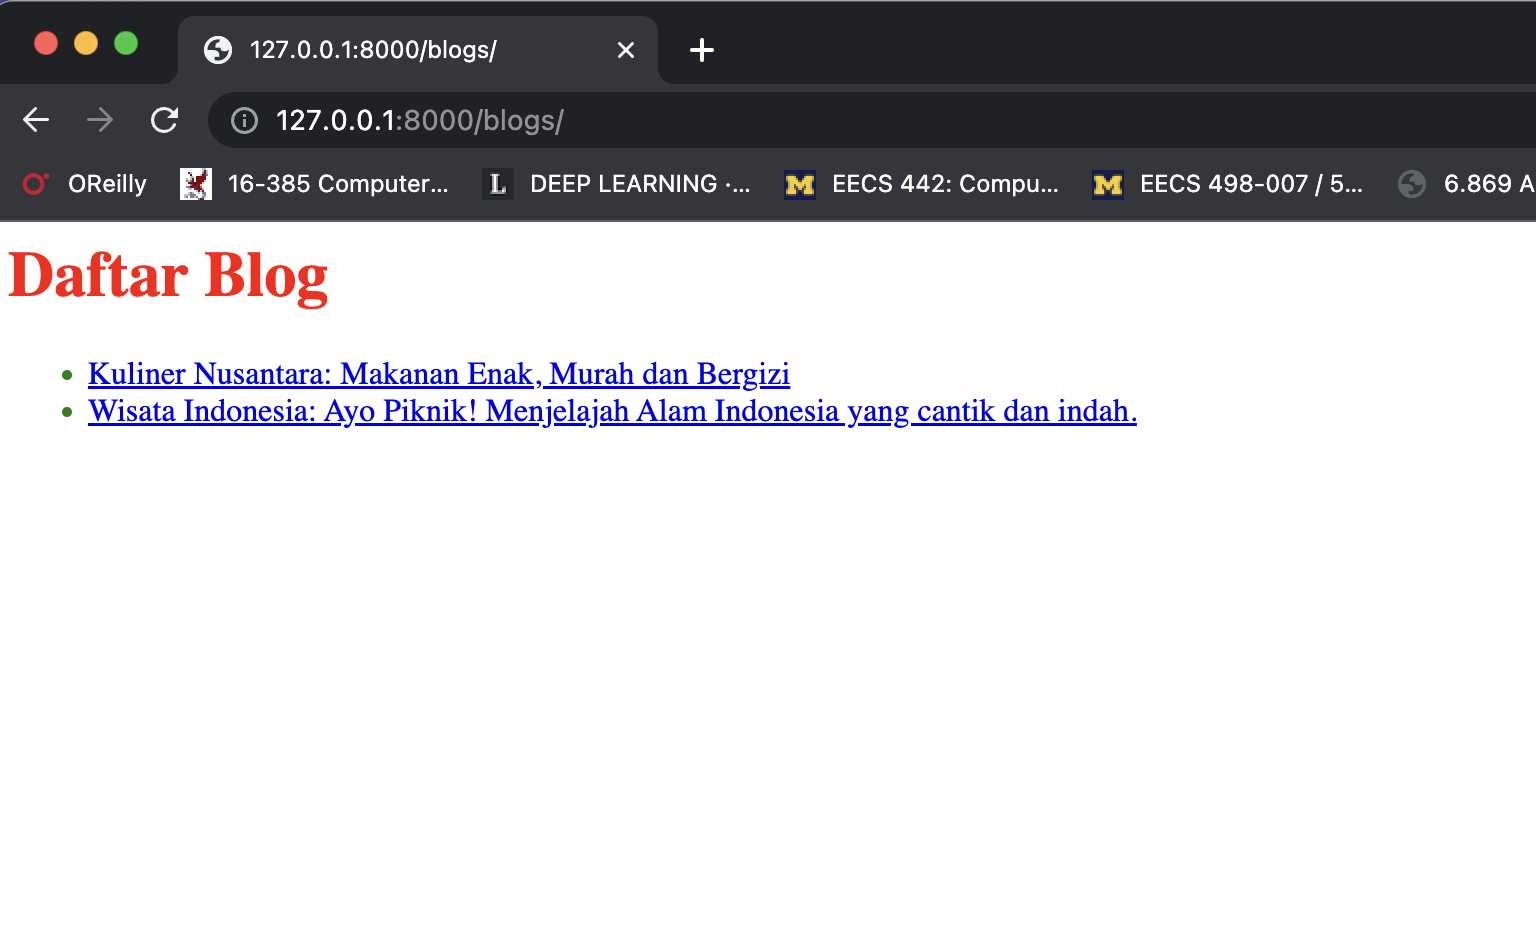 127.0.0.1:8000/blogs/
127.0.0.1:8000/blogs/
OReilly 16-385 Computer... L DEEP LEARNING ·... M EECS 442: Compu... M EECS 498-007 / 5... 6.869 A
Daftar Blog
• Kuliner Nusantara: Makanan Enak, Murah dan Bergizi
• Wisata Indonesia: Ayo Piknik! Menjelajah Alam Indonesia yang cantik dan indah.